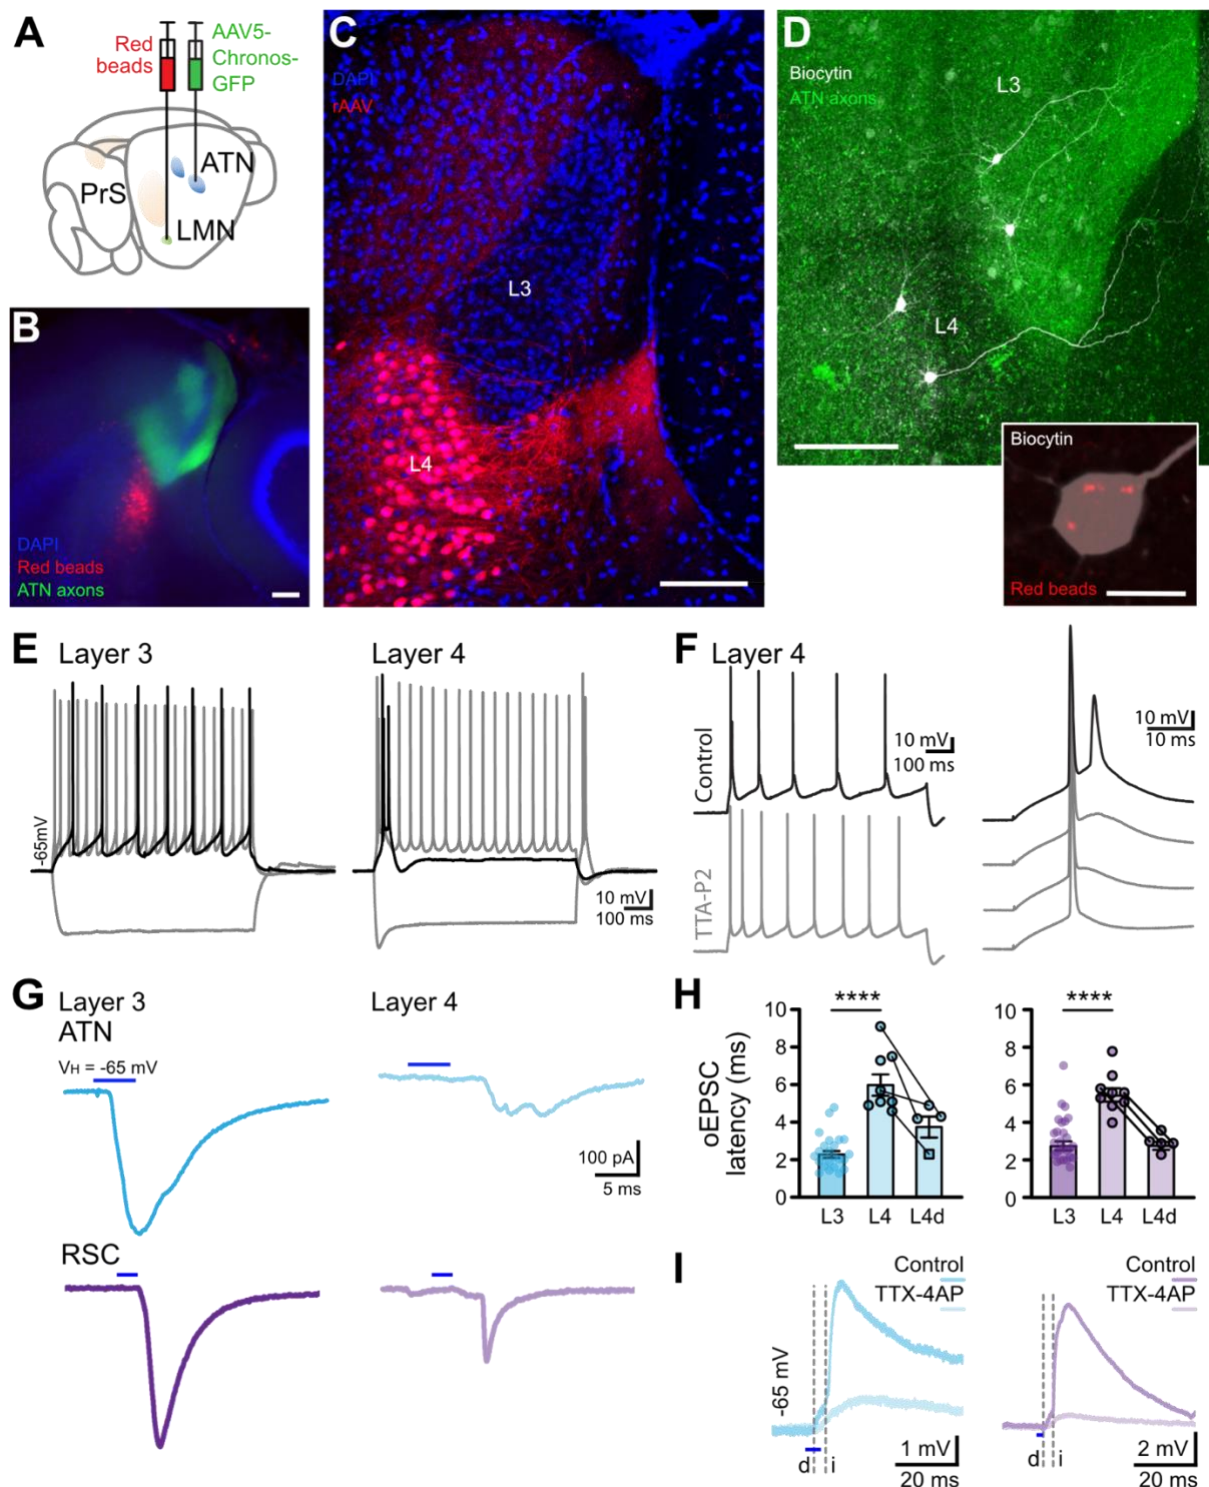 A
Red
beads
AAV5-
Chronos-
GFP
ATN
PrS
LMN
B
DAPI
Red beads
ATN axons
C
DAPI
rAAV
L3
L4
D
Biocytin
ATN axons
L3
L4
Biocytin
Red beads
E
Layer 3
Layer 4
-65mV
10 mV
100 ms
F
Layer 4
Control
TTA-P2
10 mV
100 ms
10 mV
10 ms
G
Layer 3
Layer 4
ATN
VH = -65 mV
100 pA
5 ms
RSC
H
oEPSC
latency (ms)
****
10
8
6
4
2
0
L3 L4 L4d
****
10
8
6
4
2
0
L3 L4 L4d
I
Control
TTX-4AP
-65 mV
d i
1 mV
20 ms
Control
TTX-4AP
d i
2 mV
20 ms